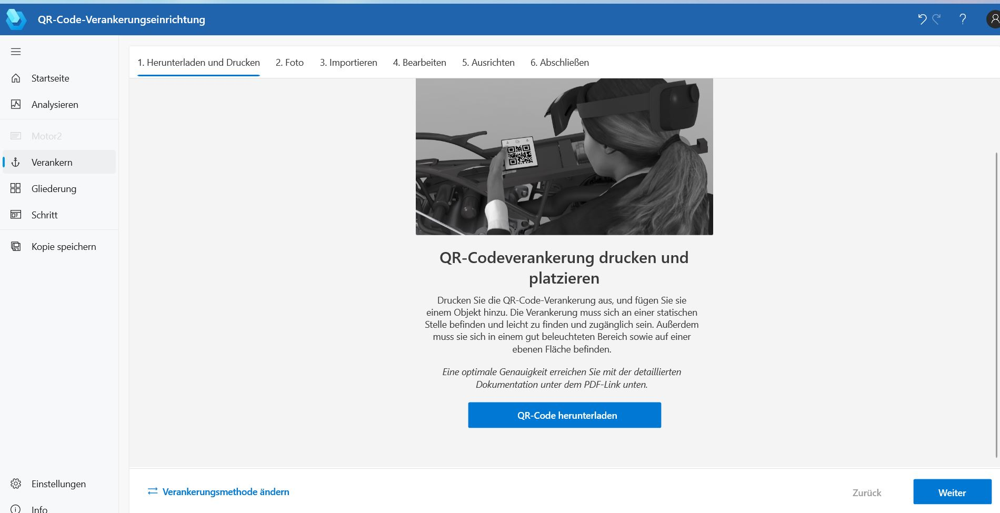 QR-Code-Verankerungseinrichtung
1. Herunterladen und Drucken
2. Foto
3. Importieren
4. Bearbeiten
5. Ausrichten
6. Abschließen
Startseite
Analysieren
Motor2
Verankern
Gliederung
Schritt
Kopie speichern
QR-Codeverankerung drucken und
platzieren
Drucken Sie die QR-Code-Verankerung aus, und fügen Sie sie
einem Objekt hinzu. Die Verankerung muss sich an einer statischen
Stelle befinden und leicht zu finden und zugänglich sein. Außerdem
muss sie sich in einem gut beleuchteten Bereich sowie auf einer
ebenen Fläche befinden.
Eine optimale Genauigkeit erreichen Sie mit der detaillierten
Dokumentation unter dem PDF-Link unten.
QR-Code herunterladen
Einstellungen
Info
Verankerungsmethode ändern
Zurück
Weiter